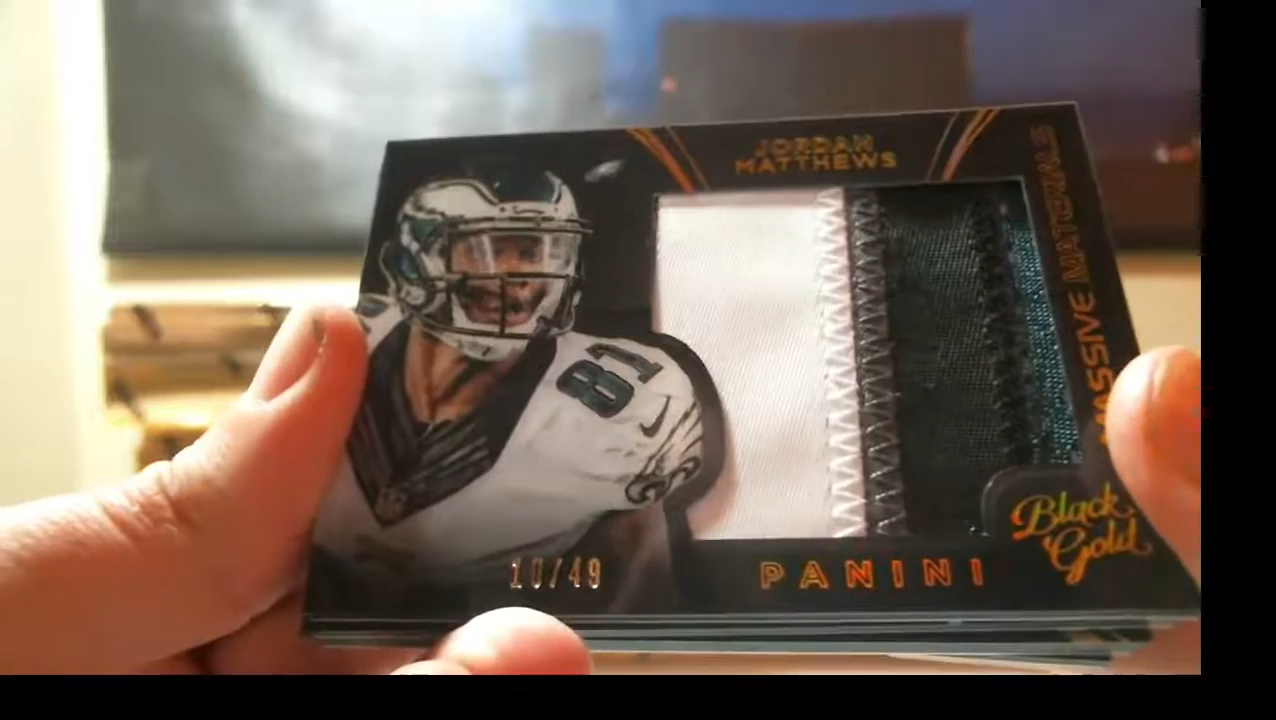 JORDAN
MATTHEWS
MASSIVE MATERIALS
81
Black
Gold
10/49
PANINI